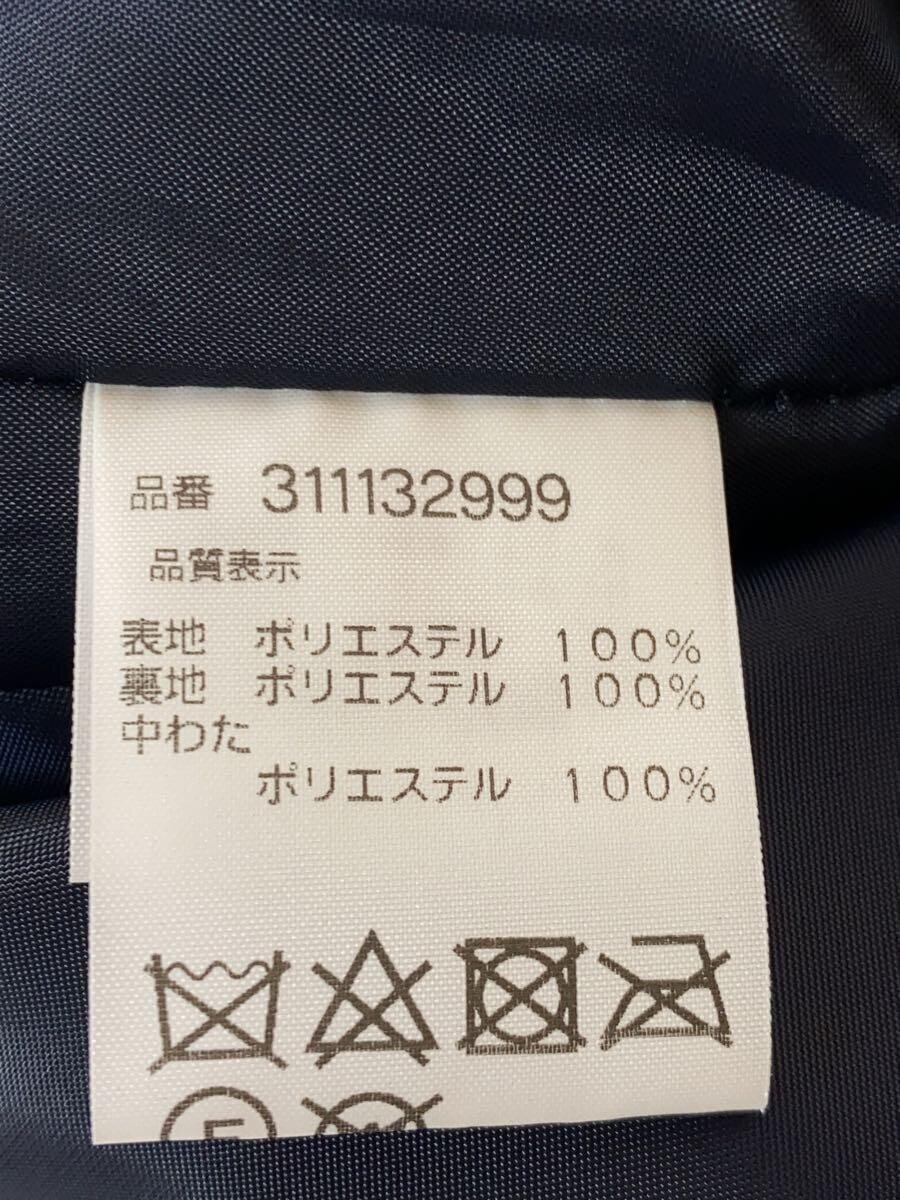 品番 311132999
品質表示
表地 ポリエステル 100%
裏地 ポリエステル 100%
中わた
ポリエステル 100%